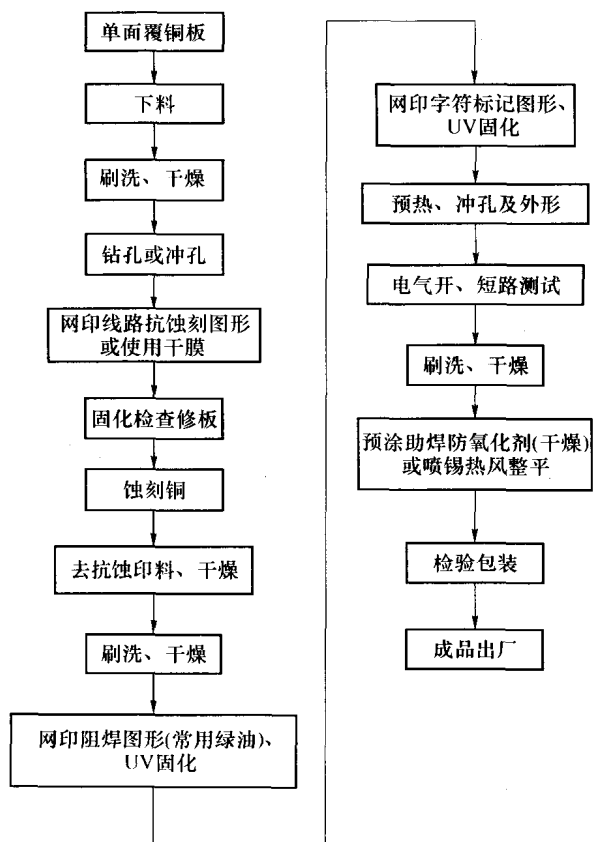 单面覆铜板
下料
刷洗、干燥
钻孔或冲孔
网印线路抗蚀刻图形
或使用干膜
固化检查修板
蚀刻铜
去抗蚀印料、干燥
刷洗、干燥
网印阻焊图形(常用绿油)、
UV固化
网印字符标记图形、
UV固化
预热、冲孔及外形
电气开、短路测试
刷洗、干燥
预涂助焊防氧化剂(干燥)
或喷锡热风整平
检验包装
成品出厂